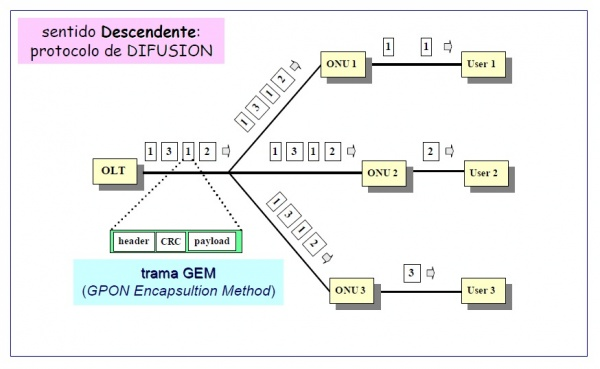 sentido Descendente:
protocolo de DIFUSION
1 1
ONU 1
User 1
1 3 1 2
1 3 1 2
1 3 1 2
2
OLT
ONU 2
User 2
header CRC payload
1 3 1 2
trama GEM
(GPON Encapsultion Method)
3
ONU 3
User 3